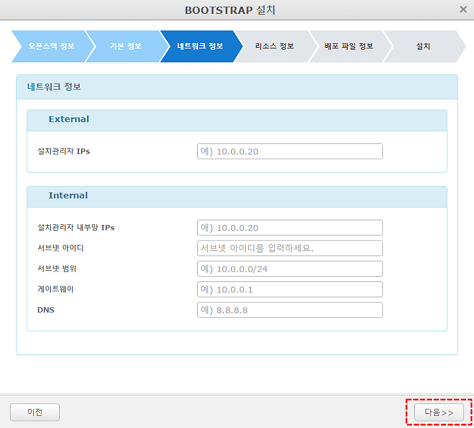 BOOTSTRAP 설치
오픈스택 정보
기본 정보
네트워크 정보
리소스 정보
배포 파일 정보
설치
네트워크 정보
External
설치관리자 IPs
예) 10.0.0.20
Internal
설치관리자 내부망 IPs
예) 10.0.0.20
서브넷 아이디
서브넷 아이디를 입력하세요.
서브넷 범위
예) 10.0.0.0/24
게이트웨이
예) 10.0.0.1
DNS
예) 8.8.8.8
이전
다음>>